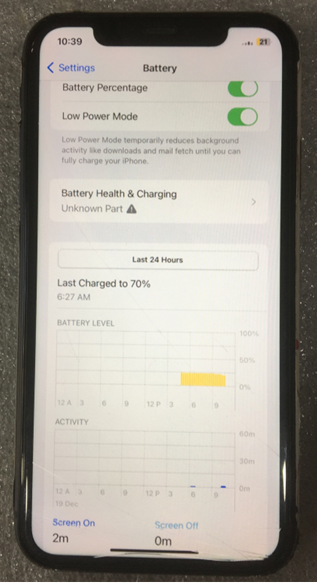 10:39
21
Settings
Battery
Battery Percentage
Low Power Mode
Low Power Mode temporarily reduces background
activity like downloads and mail fetch until you can
fully charge your iPhone.
Battery Health & Charging
Unknown Part
Last 24 Hours
Last Charged to 70%
6:27 AM
BATTERY LEVEL
100%
50%
0%
12 A 3 6 9 12 P 3 6 9
ACTIVITY
60m
30m
0m
12 A 3 6 9 12 P 3 6 9
19 Dec
Screen On
Screen Off
2m
0m